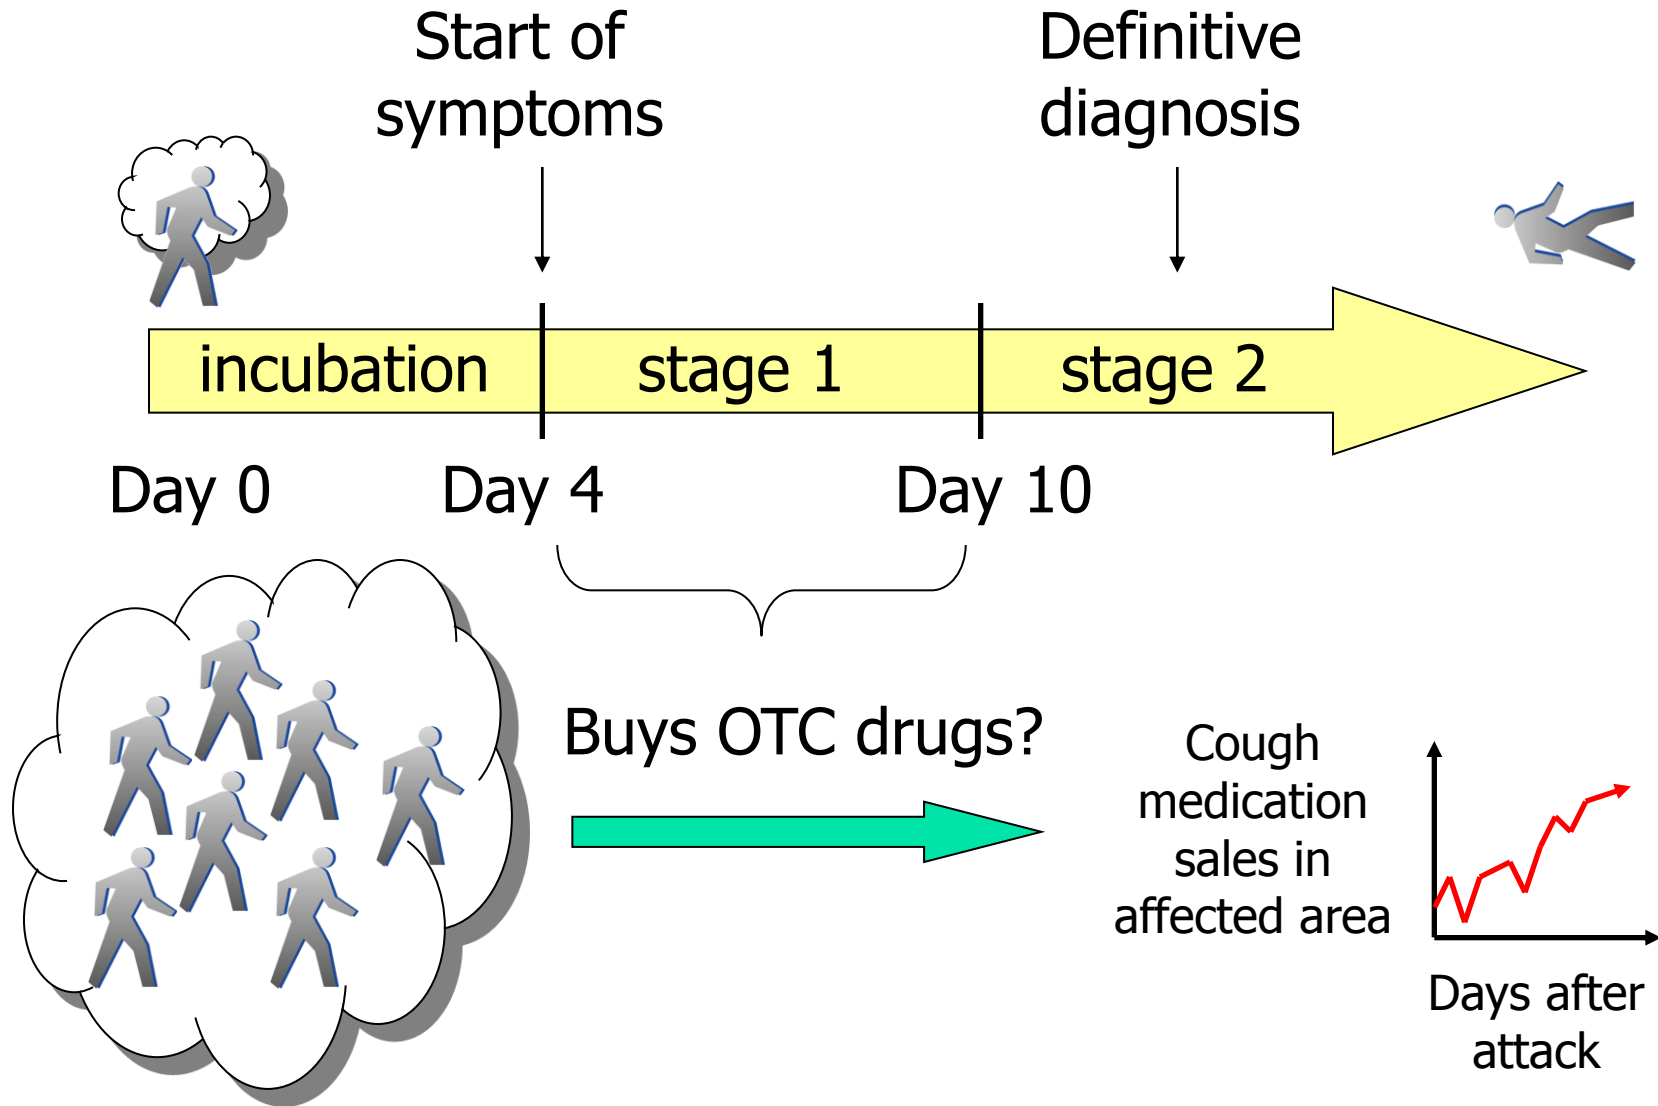 Start of
symptoms
Definitive
diagnosis
incubation
stage 1
stage 2
Day 0
Day 4
Day 10
Buys OTC drugs?
Cough
medication
sales in
affected area
Days after
attack